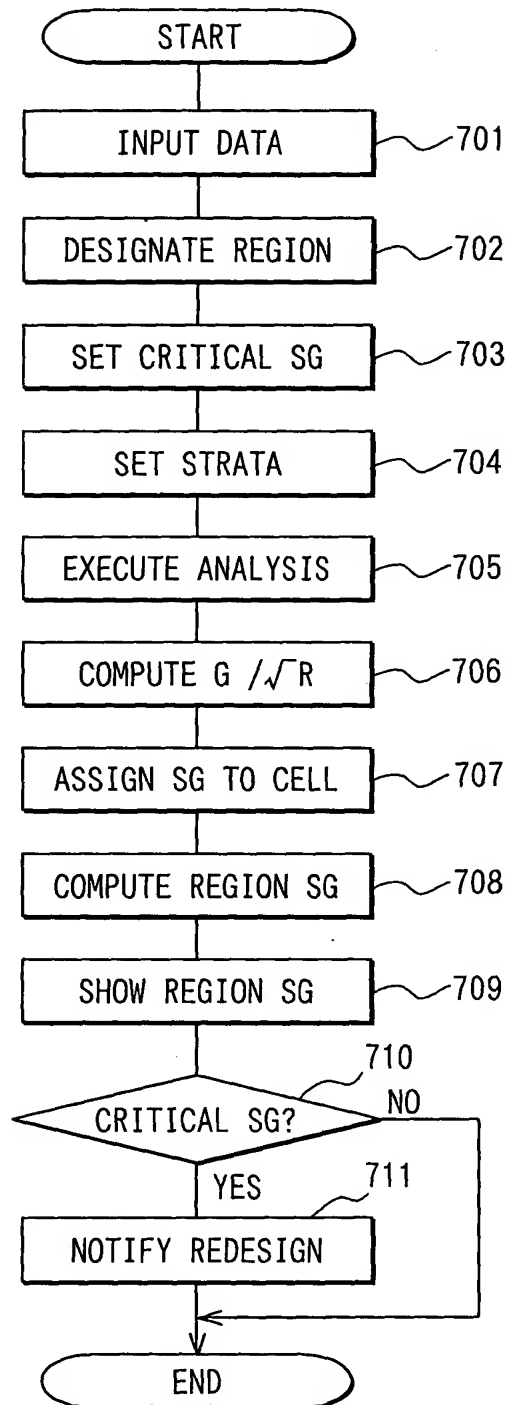 START
INPUT DATA 701
DESIGNATE REGION 702
SET CRITICAL SG 703
SET STRATA 704
EXECUTE ANALYSIS 705
COMPUTE G /√R 706
ASSIGN SG TO CELL 707
COMPUTE REGION SG 708
SHOW REGION SG 709
710
CRITICAL SG? NO
YES 711
NOTIFY REDESIGN
END